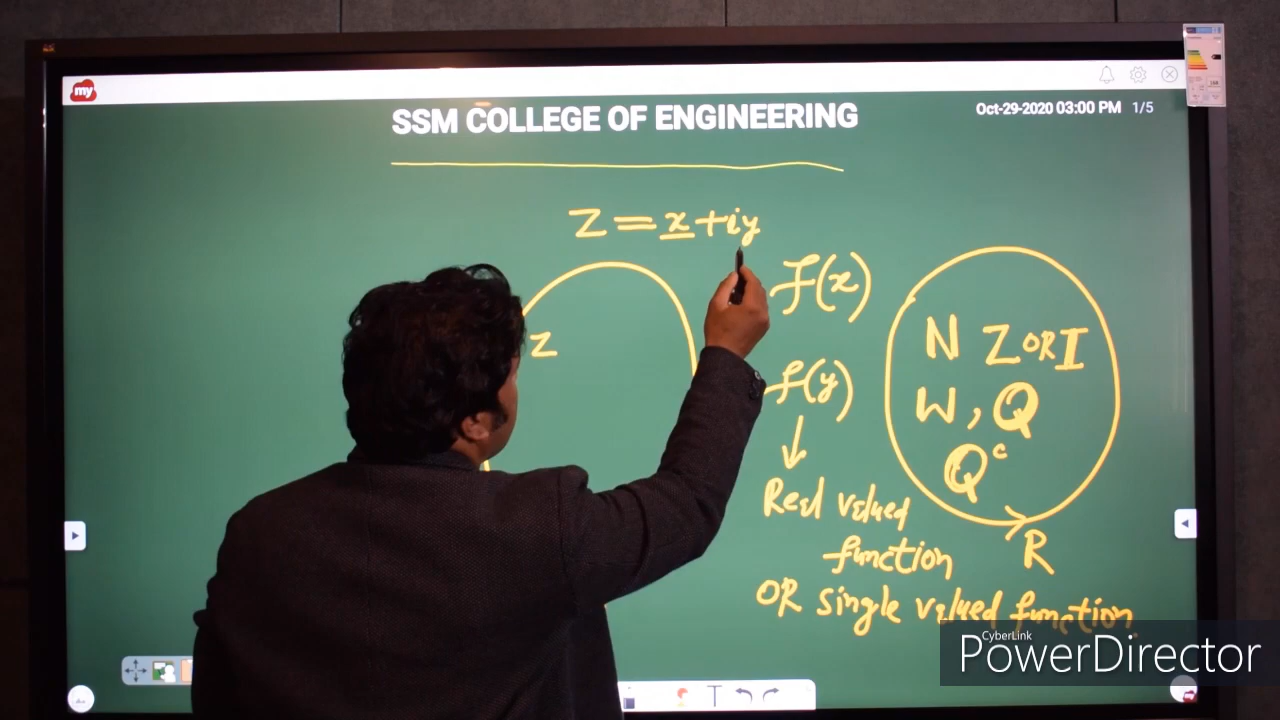 my
SSM COLLEGE OF ENGINEERING
Oct-29-2020 03:00 PM 1/5
Z = x + iy
f(x)
Z
N Z OR I
f(y)
W, Q
Q^c
Real valued
function
R
OR single valued function
CyberLink
PowerDirector
T